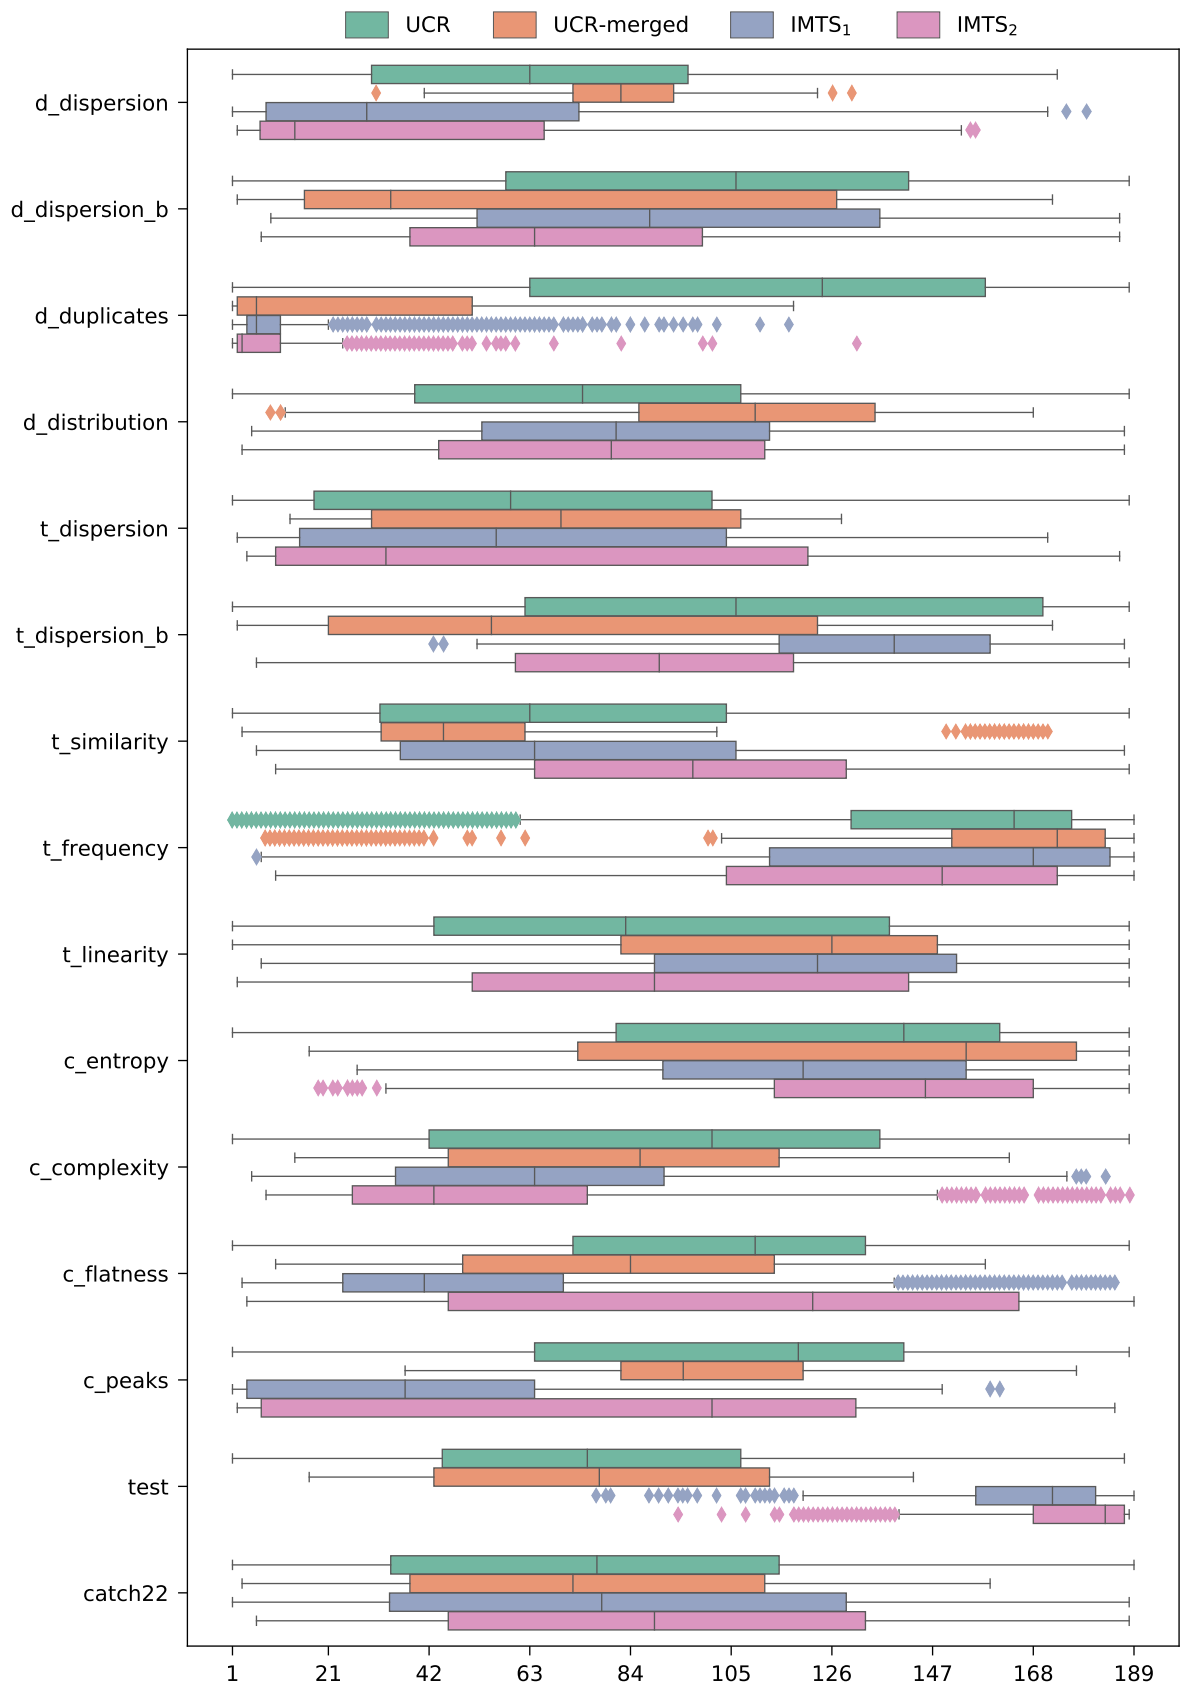 UCR UCR-merged IMTS₁ IMTS₂
d_dispersion
d_dispersion_b
d_duplicates
d_distribution
t_dispersion
t_dispersion_b
t_similarity
t_frequency
t_linearity
c_entropy
c_complexity
c_flatness
c_peaks
test
catch22
1 21 42 63 84 105 126 147 168 189